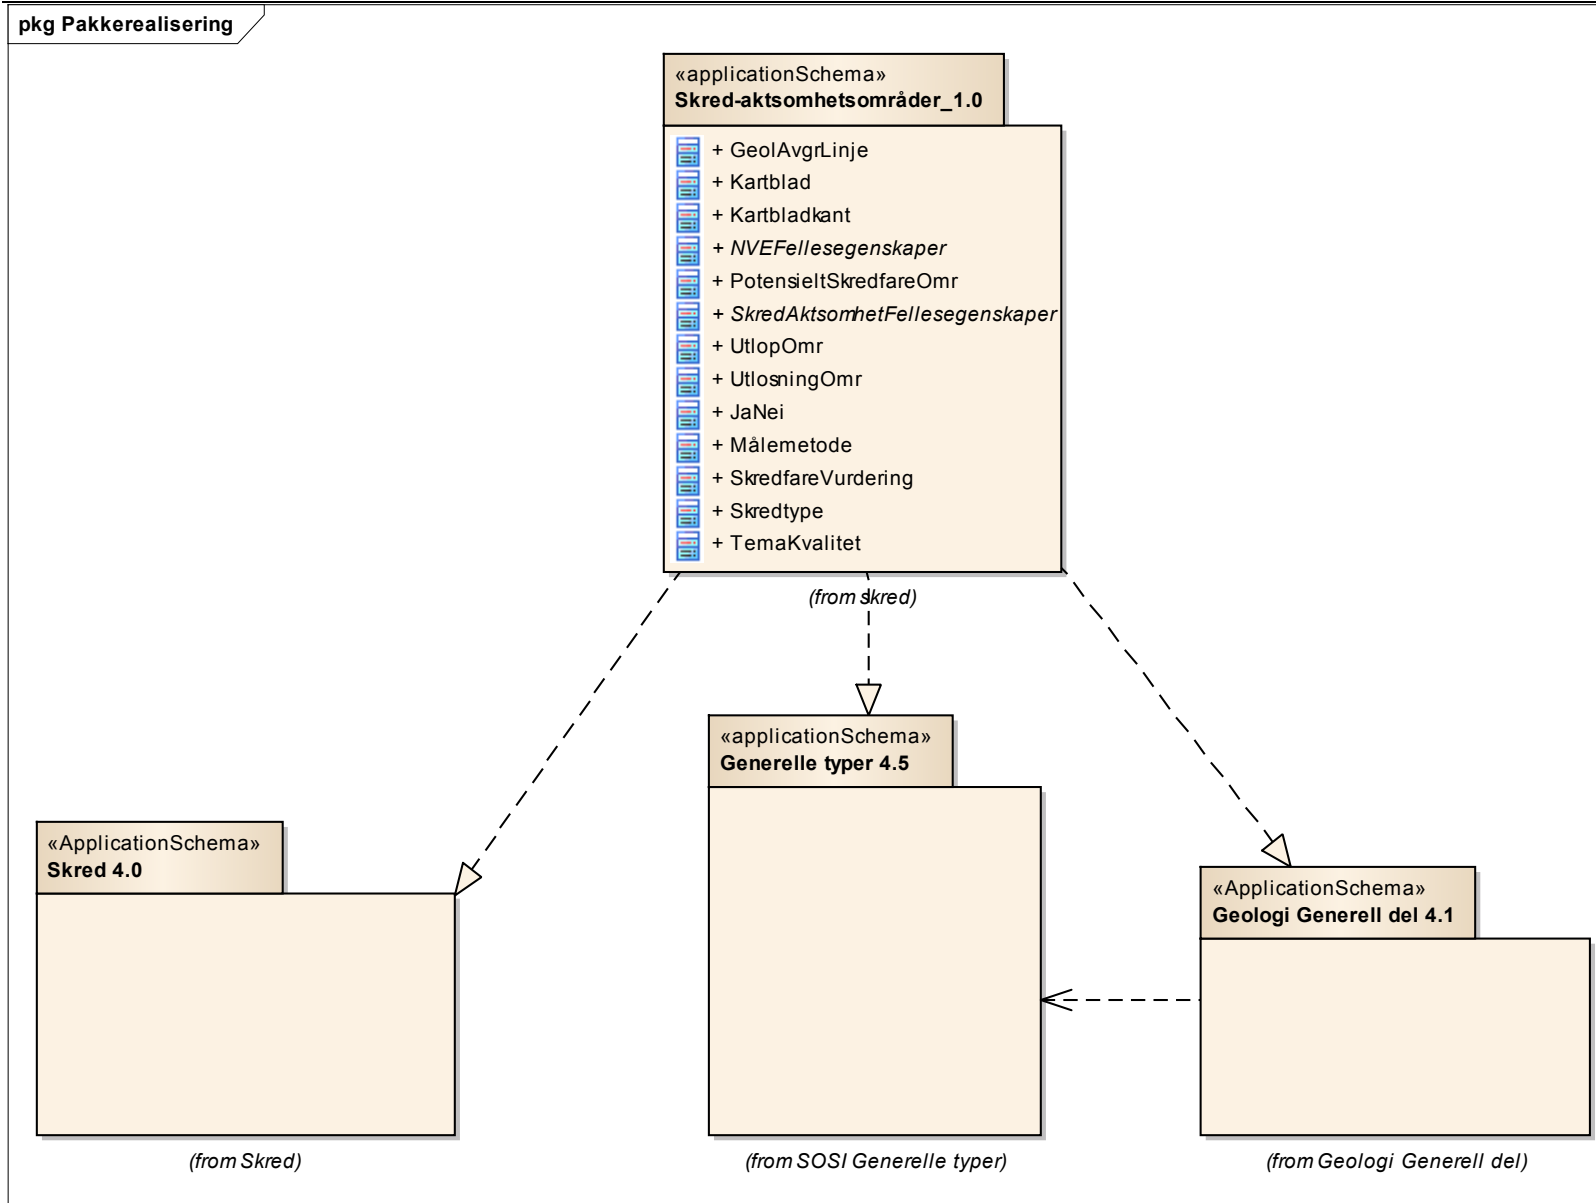 pkg Pakkerealisering
«applicationSchema»
Skred-aktsomhetsområder_1.0
+ GeolAvgrLinje
+ Kartblad
+ Kartbladkant
+ NVEFellesegenskaper
+ PotensieltSkredfareOmr
+ SkredAktsomhetFellesegenskaper
+ UtlopOmr
+ UtlosningOmr
+ JaNei
+ Målemetode
+ SkredfareVurdering
+ Skredtype
+ TemaKvalitet
(from skred)
«applicationSchema»
Generelle typer 4.5
«ApplicationSchema»
Skred 4.0
«ApplicationSchema»
Geologi Generell del 4.1
(from Skred)
(from SOSI Generelle typer)
(from Geologi Generell del)